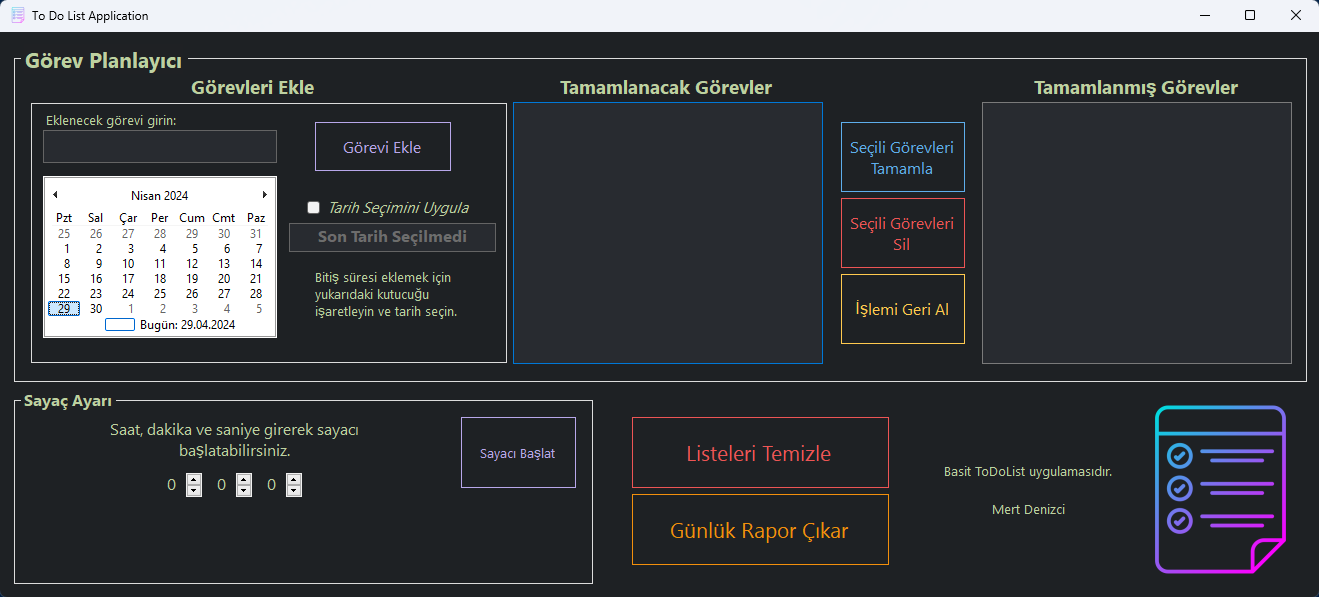 To Do List Application
Görev Planlayıcı
Görevleri Ekle
Eklenecek görevi girin:
Görevi Ekle
Nisan 2024
Pzt Sal Çar Per Cum Cmt Paz
25 26 27 28 29 30 31
1 2 3 4 5 6 7
8 9 10 11 12 13 14
15 16 17 18 19 20 21
22 23 24 25 26 27 28
29 30 1 2 3 4 5
Bugün: 29.04.2024
Tarih Seçimini Uygula
Son Tarih Seçilmedi
Bitiş süresi eklemek için
yukarıdaki kutucuğu
işaretleyin ve tarih seçin.
Tamamlanacak Görevler
Seçili Görevleri
Tamamla
Seçili Görevleri
Sil
İşlemi Geri Al
Tamamlanmış Görevler
Sayaç Ayarı
Saat, dakika ve saniye girerek sayacı
başlatabilirsiniz.
0 0 0
Sayacı Başlat
Listeleri Temizle
Günlük Rapor Çıkar
Basit ToDoList uygulamasıdır.
Mert Denizci